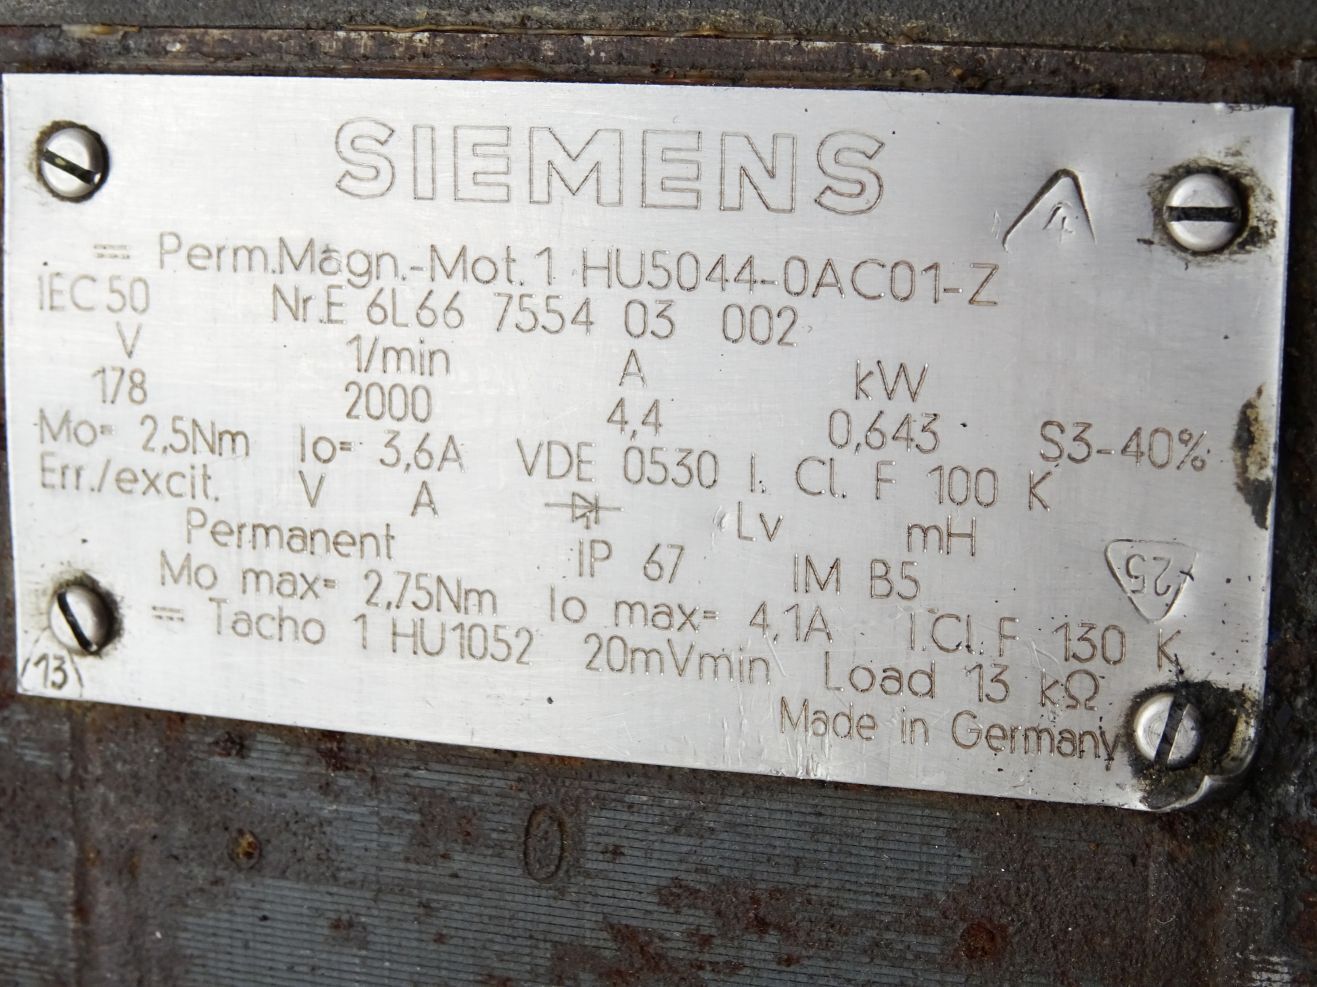 SIEMENS
⎓ Perm.Magn.-Mot. 1 HU5044-0AC01-Z
IEC 50 Nr.E 6L66 7554 03 002
V 1/min A kW
178 2000 4,4 0,643 S3-40%
Mo= 2,5Nm Io= 3,6A VDE 0530 I. Cl. F 100 K
Err./excit. V A Lv mH
Permanent IP 67 IM B5
Mo max= 2,75Nm Io max= 4,1A I.Cl.F 130 K
⎓ Tacho 1 HU1052 20mVmin Load 13 kΩ
Made in Germany
13
25
0